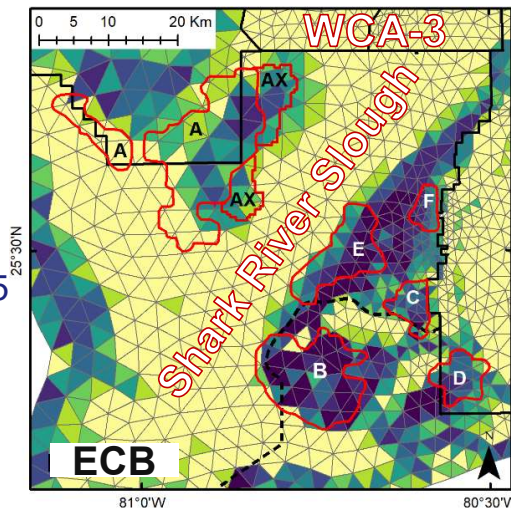 0 5 10 20 Km
WCA-3
Shark River Slough
AX
A
A
AX
F
E
C
B
D
25°30'N
ECB
N
81°0'W
80°30'W